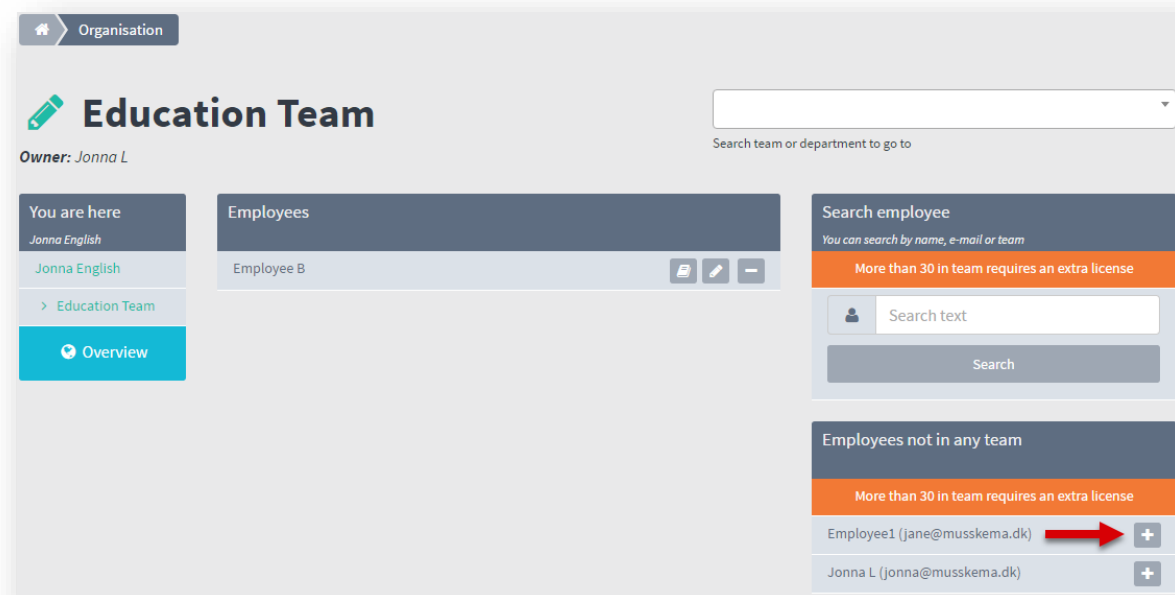 Organisation
Education Team
Owner: Jonna L
Search team or department to go to
You are here
Jonna English
Jonna English
> Education Team
Overview
Employees
Employee B
Search employee
You can search by name, e-mail or team
More than 30 in team requires an extra license
Search text
Search
Employees not in any team
More than 30 in team requires an extra license
Employee1 (jane@musskema.dk)
Jonna L (jonna@musskema.dk)